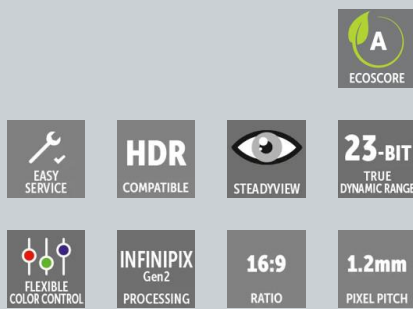 A
ECOSCORE
EASY
SERVICE
HDR
COMPATIBLE
STEADYVIEW
23-BIT
TRUE
DYNAMIC RANGE
FLEXIBLE
COLOR CONTROL
INFINIPIX
Gen2
PROCESSING
16:9
RATIO
1.2mm
PIXEL PITCH